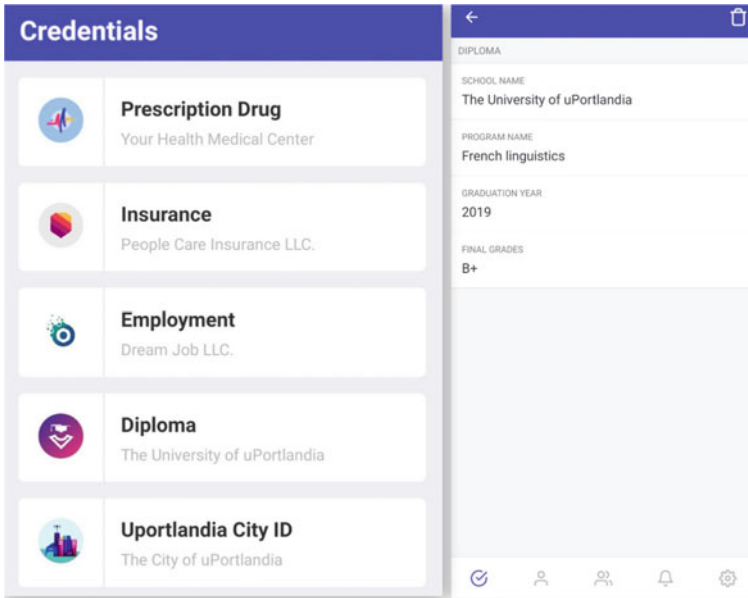 Credentials
Prescription Drug
Your Health Medical Center
Insurance
People Care Insurance LLC.
Employment
Dream Job LLC.
Diploma
The University of uPortlandia
Uportlandia City ID
The City of uPortlandia
DIPLOMA
SCHOOL NAME
The University of uPortlandia
PROGRAM NAME
French linguistics
GRADUATION YEAR
2019
FINAL GRADES
B+